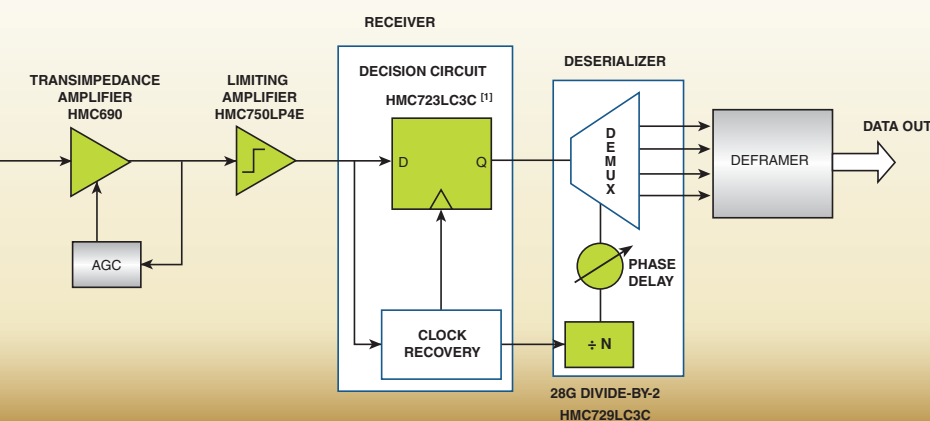 RECEIVER
TRANSIMPEDANCE
AMPLIFIER
HMC690
LIMITING
AMPLIFIER
HMC750LP4E
DECISION CIRCUIT
HMC723LC3C [1]
D
Q
AGC
CLOCK
RECOVERY
DESERIALIZER
D
E
M
U
X
PHASE
DELAY
÷ N
28G DIVIDE-BY-2
HMC729LC3C
DEFRAMER
DATA OUT